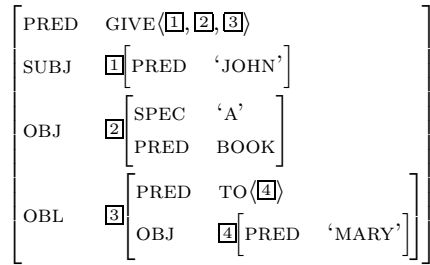 PRED GIVE⟨1, 2, 3⟩
SUBJ 1[PRED ‘JOHN’]
OBJ 2[SPEC ‘A’
PRED BOOK]
OBL 3[PRED TO⟨4⟩
OBJ 4[PRED ‘MARY’]]